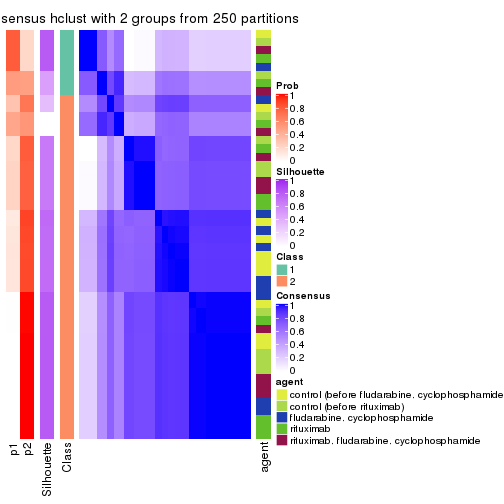 sensus hclust with 2 groups from 250 partitions
Prob
1
0.8
0.6
0.4
0.2
0
Silhouette
1
0.8
0.6
0.4
0.2
0
Class
1
2
Consensus
1
0.8
0.6
0.4
0.2
0
agent
control (before fludarabine. cyclophosphamide
control (before rituximab)
fludarabine. cyclophosphamide
rituximab
rituximab. fludarabine. cyclophosphamide
p1
p2
Silhouette
Class
agent